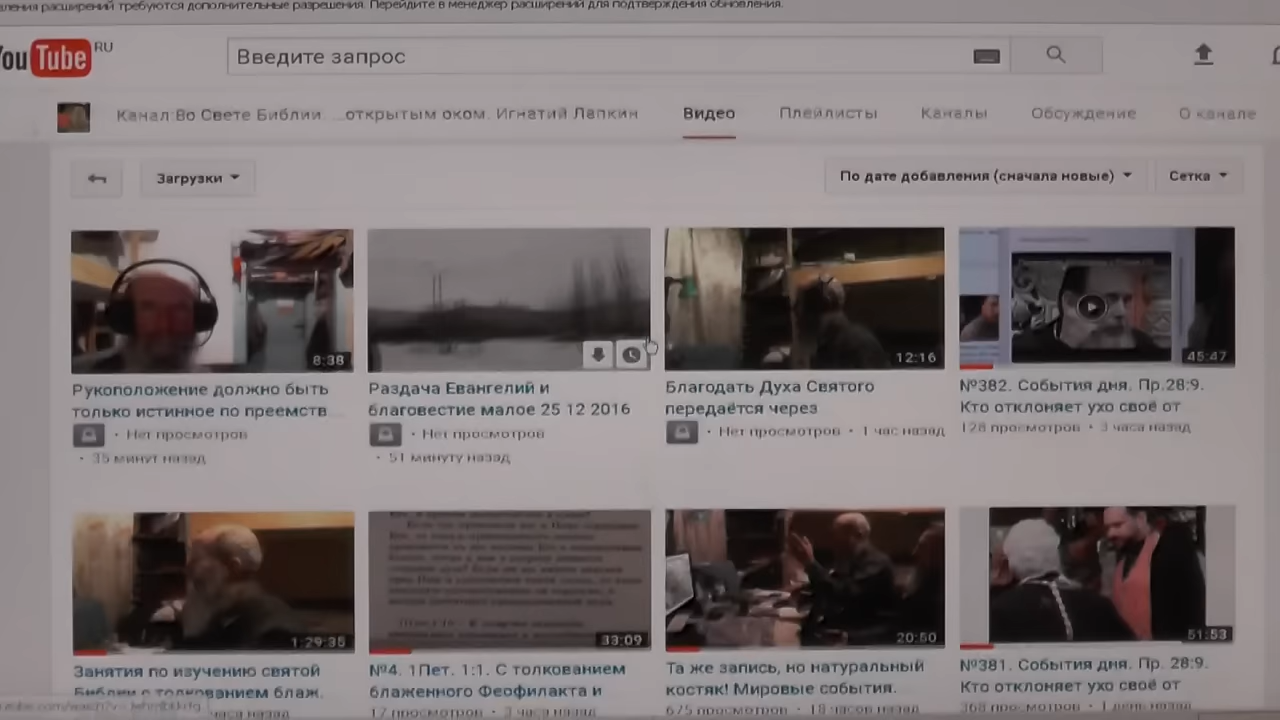 требуются дополнительные разрешения. Перейдите в менеджер расширений для подтверждения обновления.
YouTube RU
Введите запрос
Канал Во Свете Библии ...открытым оком. Игнатий Лапкин
Видео
Плейлисты
Каналы
Обсуждение
О канале
Загрузки
По дате добавления (сначала новые)
Сетка
8:38
12:16
45:47
Рукоположение должно быть
только истинное по преемств
Нет просмотров
35 минут назад
Раздача Евангелий и
благовестие малое 25 12 2016
Нет просмотров
51 минуту назад
Благодать Духа Святого
передаётся через
Нет просмотров • 1 час назад
№382. События дня. Пр.28:9.
Кто отклоняет ухо своё от
128 просмотров • 3 часа назад
1:29:35
33:09
20:50
51:53
Занятия по изучению святой
Библии с толкованием блаж.
часа назад
№4. 1Пет. 1:1. С толкованием
блаженного Феофилакта и
17 просмотров • 3 часа назад
Та же запись, но натуральный
костяк! Мировые события.
675 просмотров • 18 часов назад
№381. События дня. Пр. 28:9.
Кто отклоняет ухо своё от
368 просмотров • 1 день назад